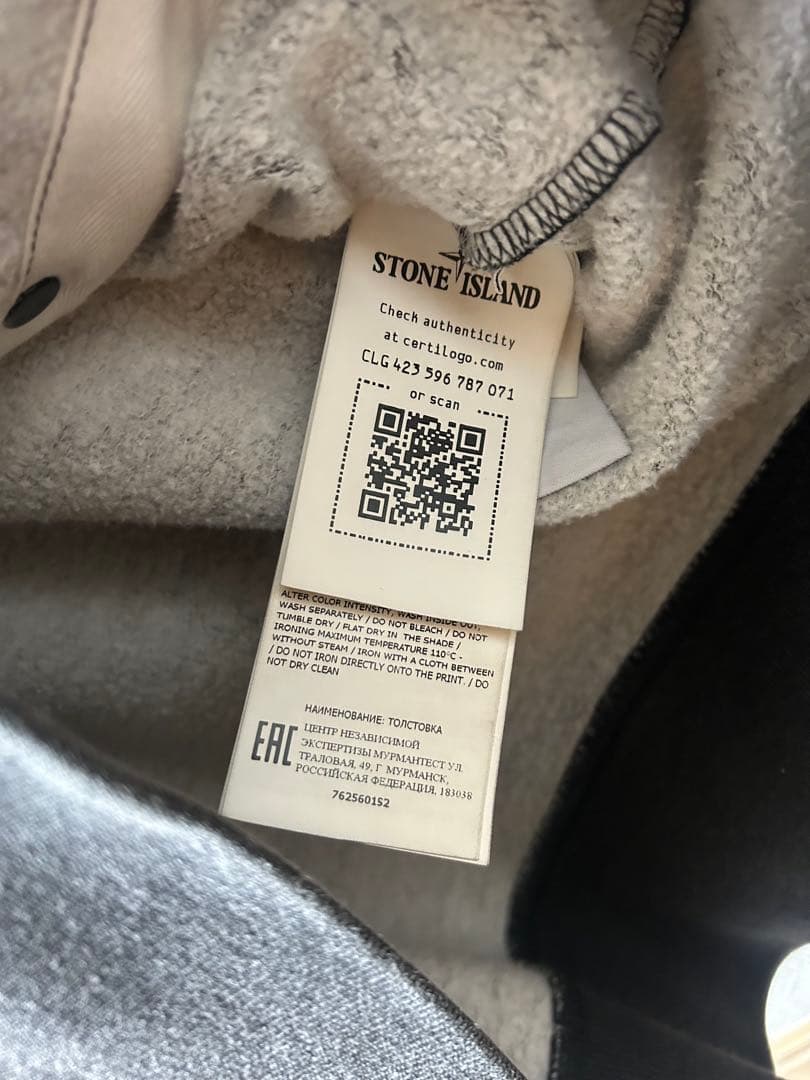 STONE ISLAND
Check authenticity
at certilogo.com
CLG 423 596 787 071
or scan
ALTER COLOR INTENSITY, WASH INSIDE OUT,
WASH SEPARATELY / DO NOT BLEACH / DO NOT
TUMBLE DRY / FLAT DRY IN THE SHADE /
IRONING MAXIMUM TEMPERATURE 110°C -
WITHOUT STEAM / IRON WITH A CLOTH BETWEEN
/ DO NOT IRON DIRECTLY ONTO THE PRINT. / DO
NOT DRY CLEAN
НАИМЕНОВАНИЕ: ТОЛСТОВКА
EAC
ЦЕНТР НЕЗАВИСИМОЙ
ЭКСПЕРТИЗЫ МУРМАНТЕСТ УЛ.
ТРАЛОВАЯ, 49, Г. МУРМАНСК,
РОССИЙСКАЯ ФЕДЕРАЦИЯ, 183038
7625601S2